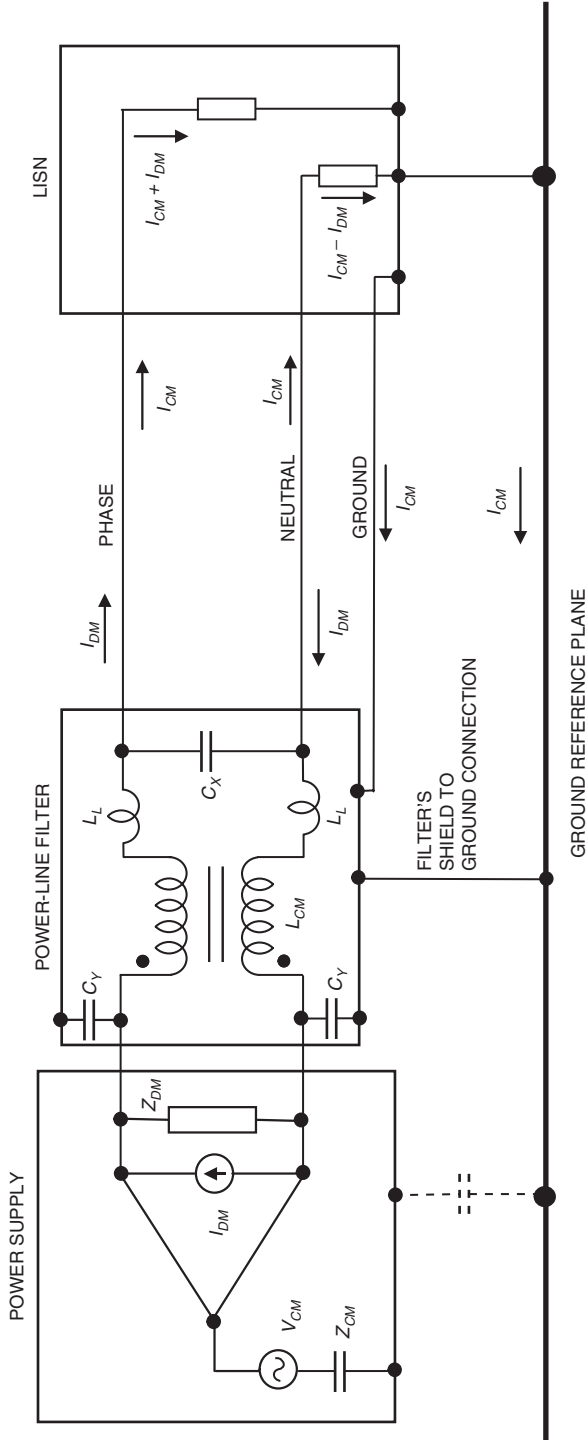 POWER SUPPLY
POWER-LINE FILTER
LISN
V_CM
Z_CM
I_DM
Z_DM
C_Y
C_Y
L_CM
L_L
L_L
C_X
I_DM
PHASE
I_CM
I_DM
NEUTRAL
I_CM
GROUND
I_CM
I_CM
I_CM + I_DM
I_CM − I_DM
FILTER'S
SHIELD TO
GROUND CONNECTION
GROUND REFERENCE PLANE